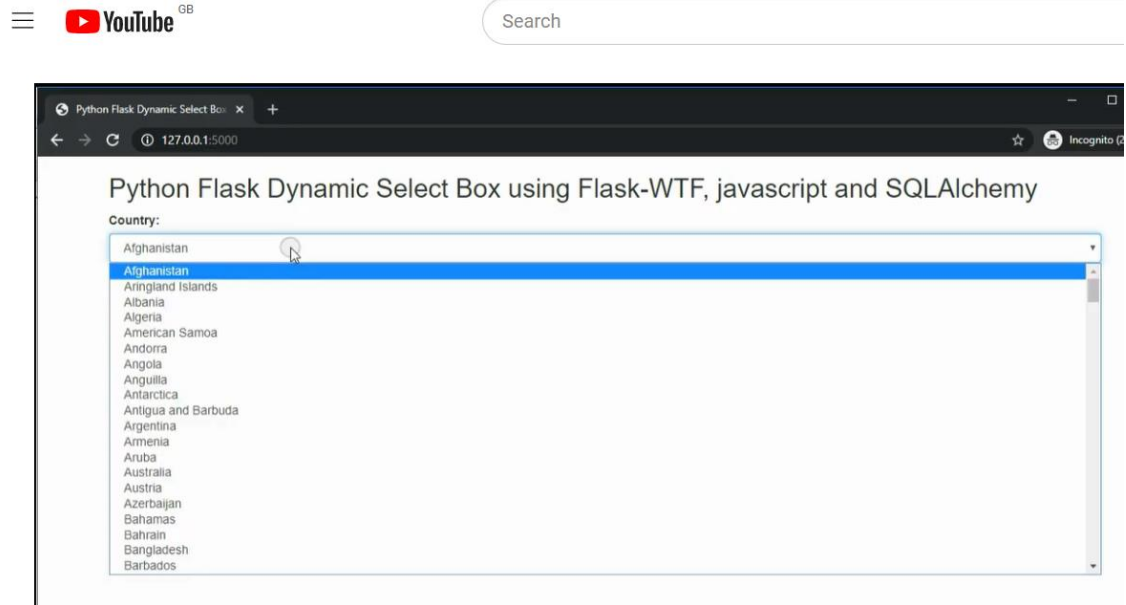 YouTube GB
Search
Python Flask Dynamic Select Box
127.0.0.1:5000
Incognito (2
Python Flask Dynamic Select Box using Flask-WTF, javascript and SQLAlchemy
Country:
Afghanistan
Afghanistan
Aringland Islands
Albania
Algeria
American Samoa
Andorra
Angola
Anguilla
Antarctica
Antigua and Barbuda
Argentina
Armenia
Aruba
Australia
Austria
Azerbaijan
Bahamas
Bahrain
Bangladesh
Barbados